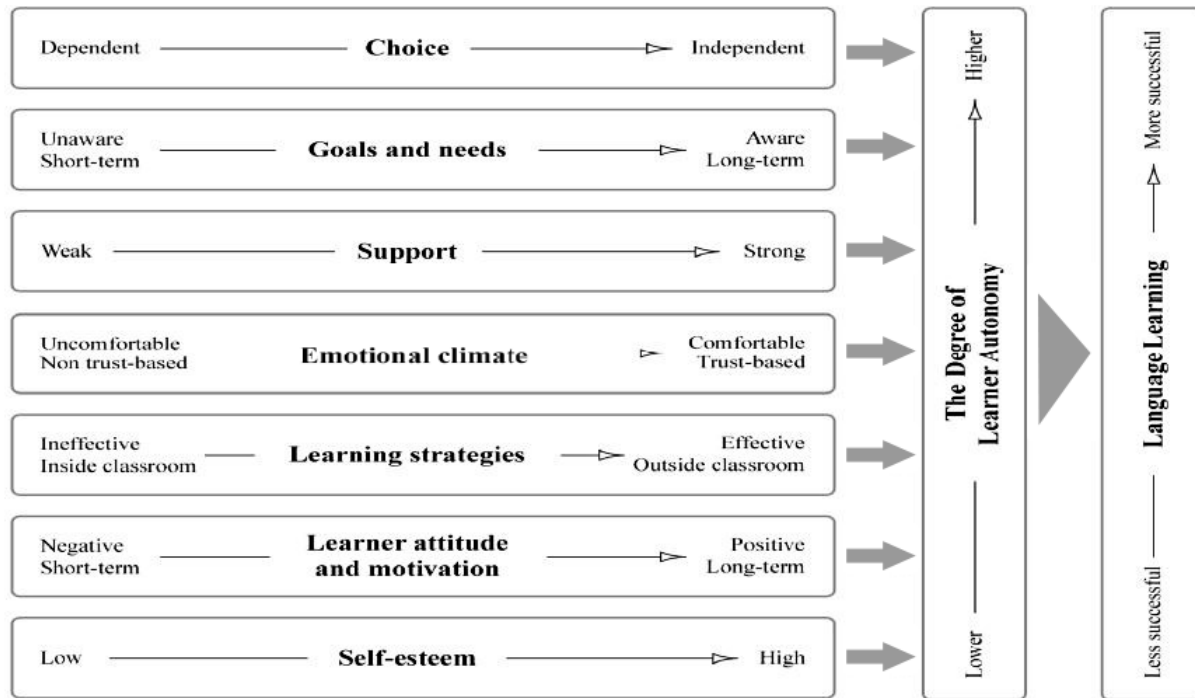 Dependent Choice Independent
Unaware
Short-term
Goals and needs
Aware
Long-term
Weak Support Strong
Uncomfortable
Non trust-based
Emotional climate
Comfortable
Trust-based
Ineffective
Inside classroom
Learning strategies
Effective
Outside classroom
Negative
Short-term
Learner attitude
and motivation
Positive
Long-term
Low Self-esteem High
Lower
The Degree of
Learner Autonomy
Higher
Less successful
Language Learning
More successful